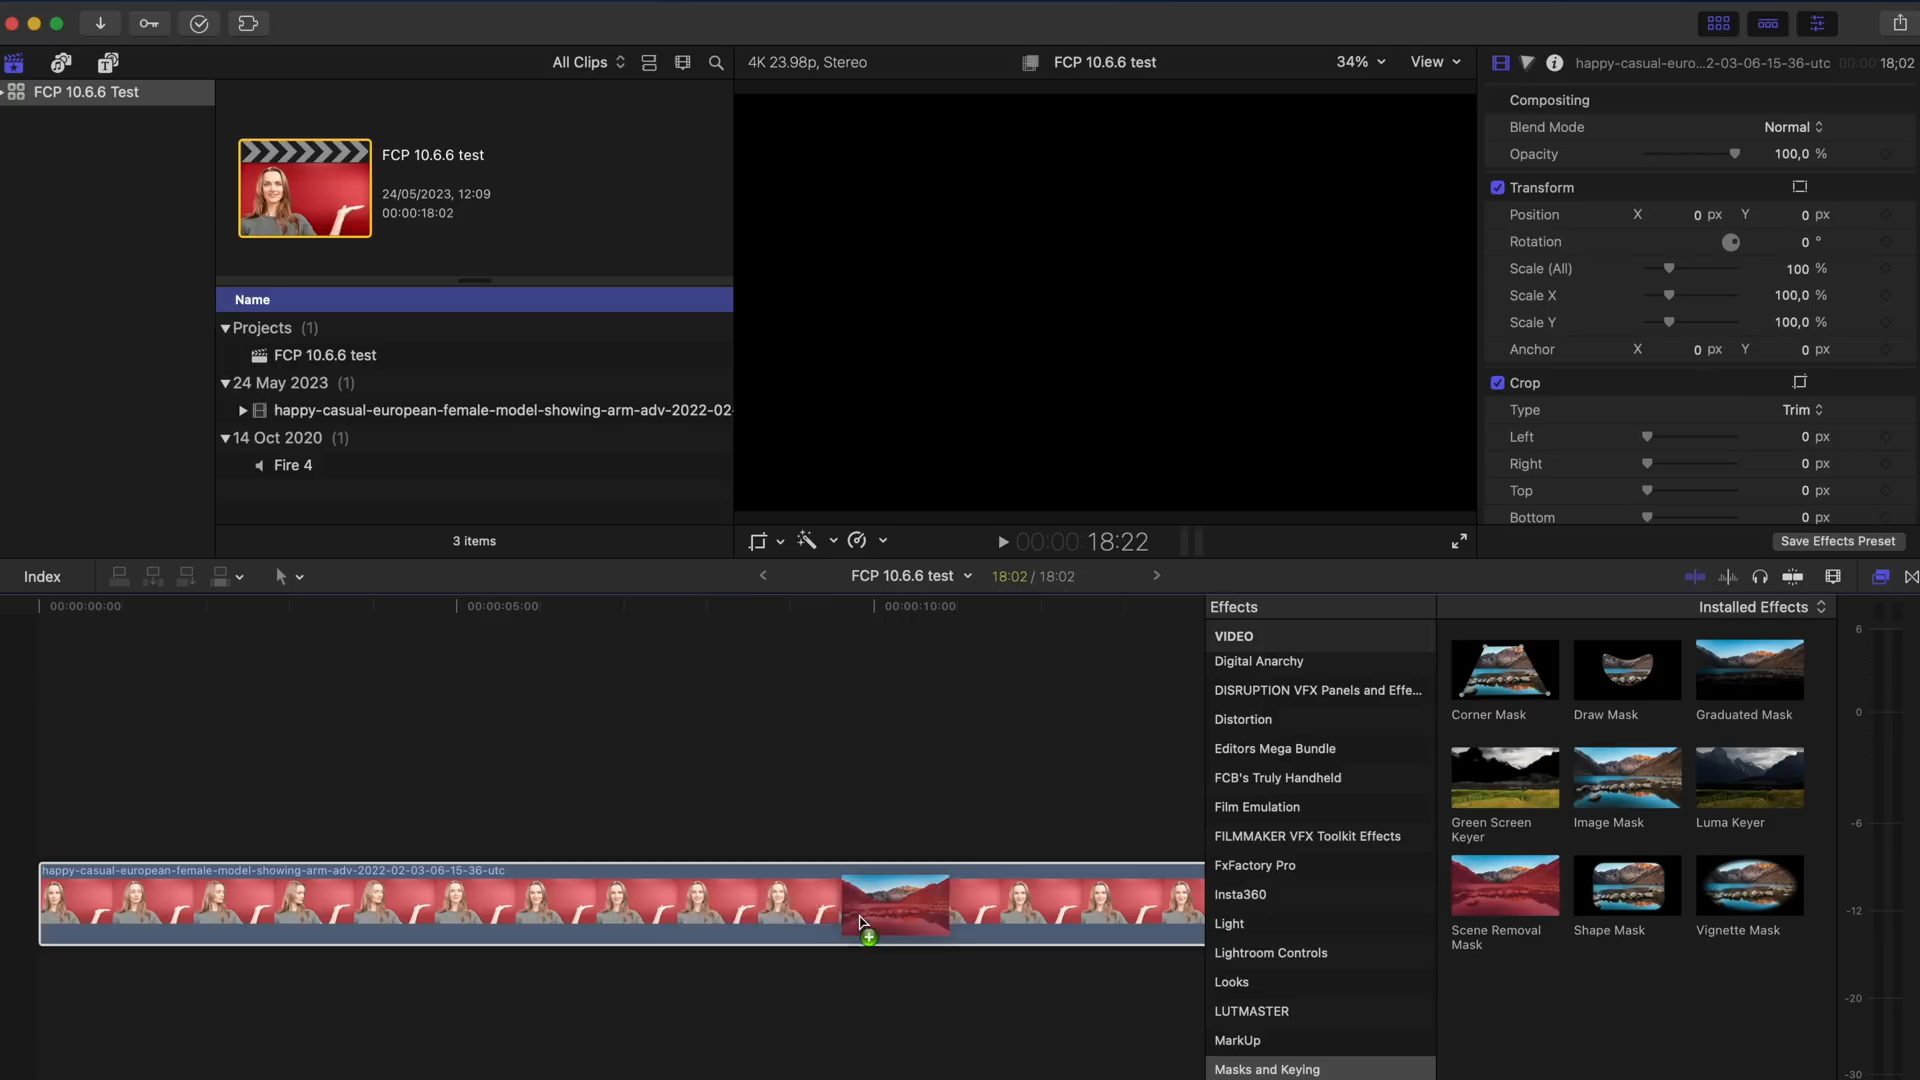 All Clips
4K 23.98p, Stereo
FCP 10.6.6 test
34%
View
happy-casual-euro...2-03-06-15-36-utc
00:00:18;02
FCP 10.6.6 Test
FCP 10.6.6 test
24/05/2023, 12:09
00:00:18:02
Name
Projects (1)
FCP 10.6.6 test
24 May 2023 (1)
happy-casual-european-female-model-showing-arm-adv-2022-02-
14 Oct 2020 (1)
Fire 4
3 items
00:00:18:22
Compositing
Blend Mode Normal
Opacity 100,0 %
Transform
Position X 0 px Y 0 px
Rotation 0 °
Scale (All) 100 %
Scale X 100,0 %
Scale Y 100,0 %
Anchor X 0 px Y 0 px
Crop
Type Trim
Left 0 px
Right 0 px
Top 0 px
Bottom 0 px
Save Effects Preset
Index
FCP 10.6.6 test
18:02 / 18:02
00:00:00:00
00:00:05:00
00:00:10:00
happy-casual-european-female-model-showing-arm-adv-2022-02-03-06-15-36-utc
Effects
Installed Effects
VIDEO
Digital Anarchy
DISRUPTION VFX Panels and Effe...
Distortion
Editors Mega Bundle
FCB's Truly Handheld
Film Emulation
FILMMAKER VFX Toolkit Effects
FxFactory Pro
Insta360
Light
Lightroom Controls
Looks
LUTMASTER
MarkUp
Masks and Keying
Corner Mask
Draw Mask
Graduated Mask
Green Screen
Keyer
Image Mask
Luma Keyer
Scene Removal
Mask
Shape Mask
Vignette Mask
6
0
-6
-12
-20
-30